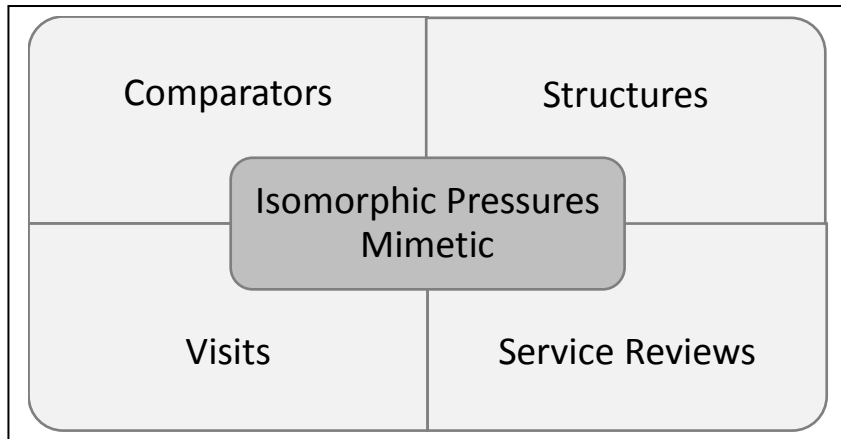 Comparators
Structures
Isomorphic Pressures
Mimetic
Visits
Service Reviews